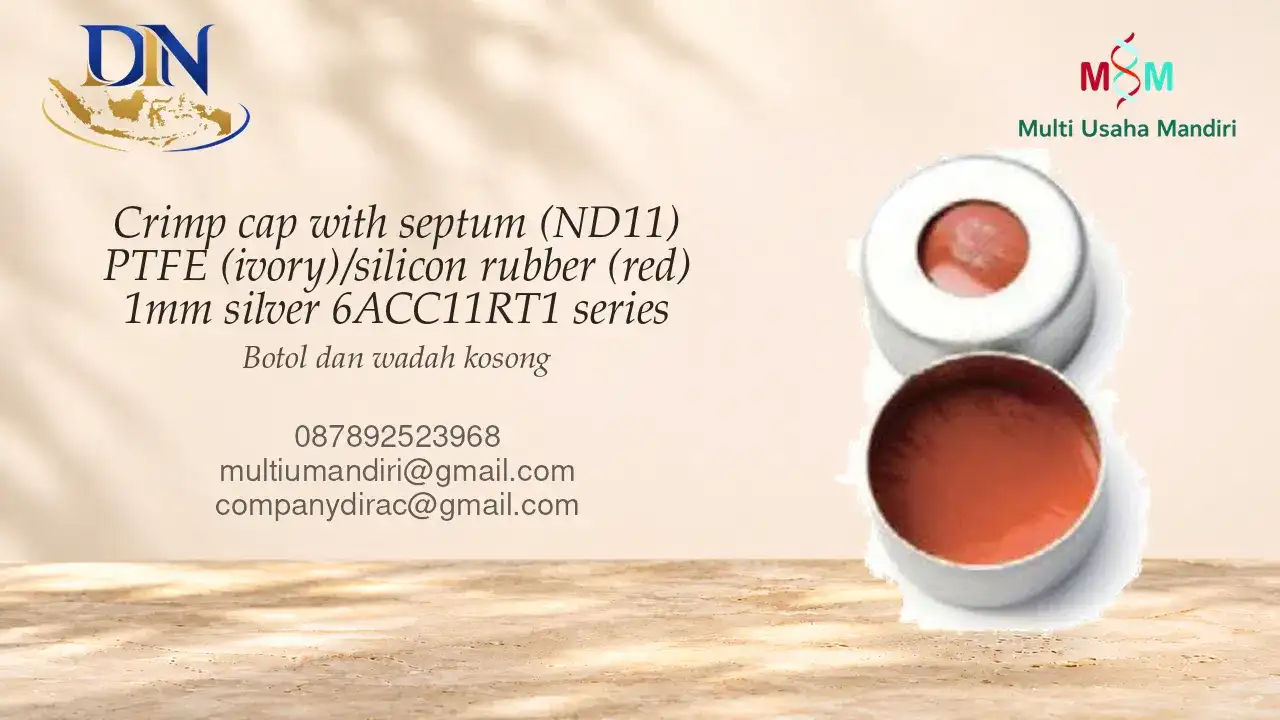 DN
M M
Multi Usaha Mandiri
Crimp cap with septum (ND11)
PTFE (ivory)/silicon rubber (red)
1mm silver 6ACC11RT1 series
Botol dan wadah kosong
087892523968
multiumandiri@gmail.com
companydirac@gmail.com